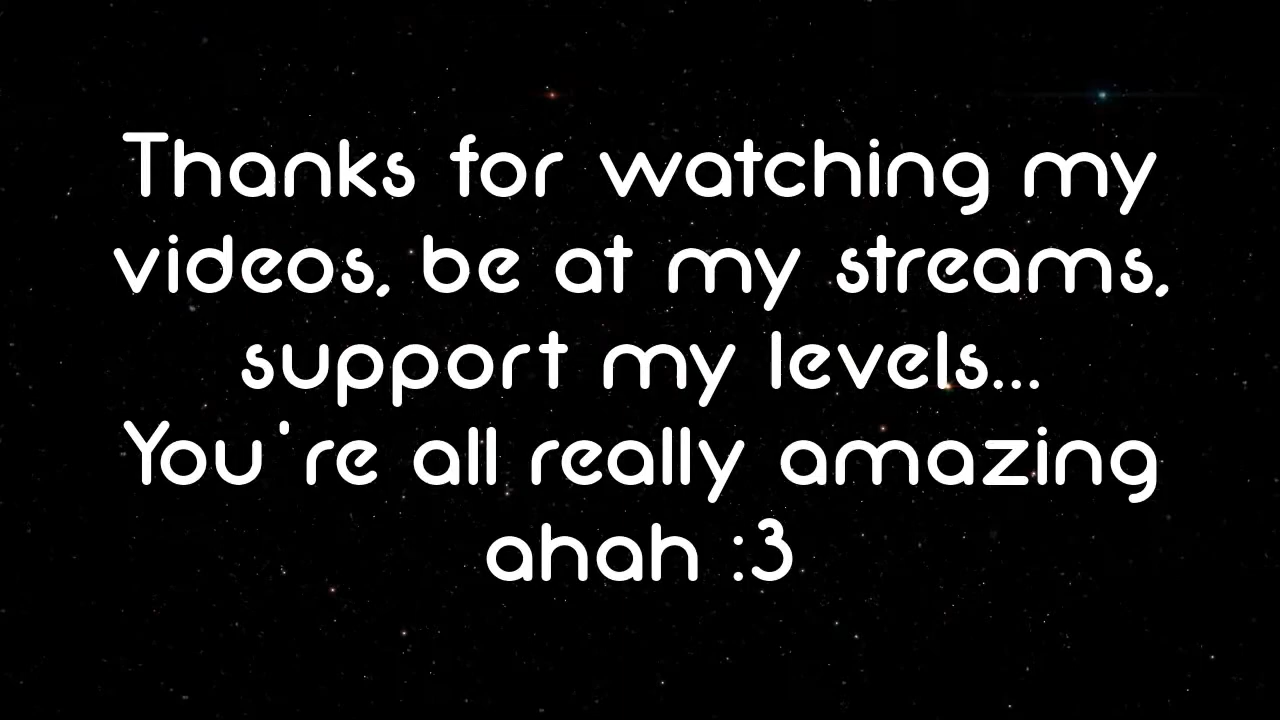 Thanks for watching my
videos, be at my streams,
support my levels...
You're all really amazing
ahah :3